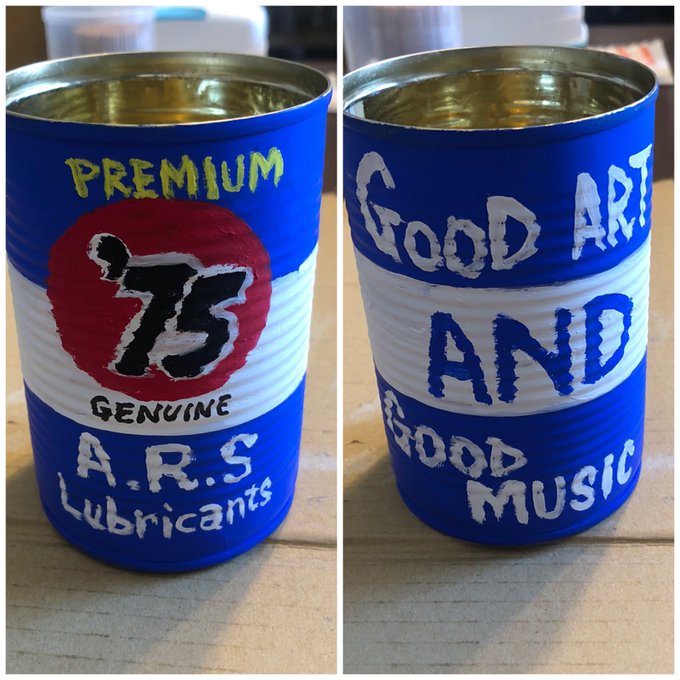 PREMIUM
'75
GENUINE
A.R.S
Lubricants
GOOD ART
AND
GOOD
MUSIC